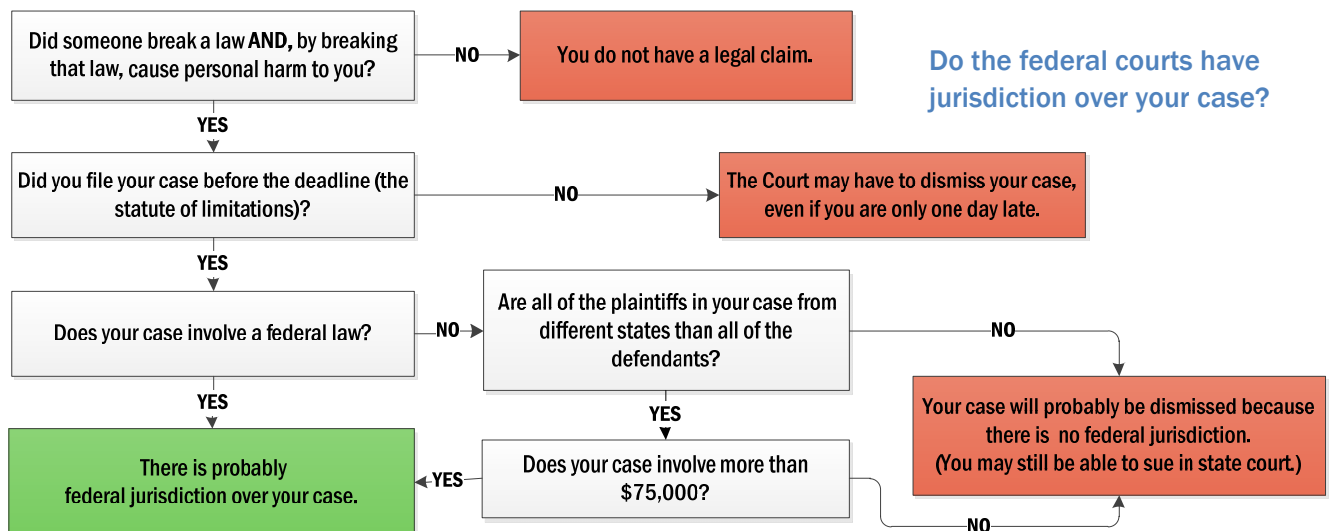 Did someone break a law AND, by breaking
that law, cause personal harm to you?
NO
You do not have a legal claim.
Do the federal courts have
jurisdiction over your case?
YES
Did you file your case before the deadline (the
statute of limitations)?
NO
The Court may have to dismiss your case,
even if you are only one day late.
YES
Does your case involve a federal law?
NO
Are all of the plaintiffs in your case from
different states than all of the
defendants?
NO
YES
YES
Your case will probably be dismissed because
there is no federal jurisdiction.
(You may still be able to sue in state court.)
There is probably
federal jurisdiction over your case.
YES
Does your case involve more than
$75,000?
NO